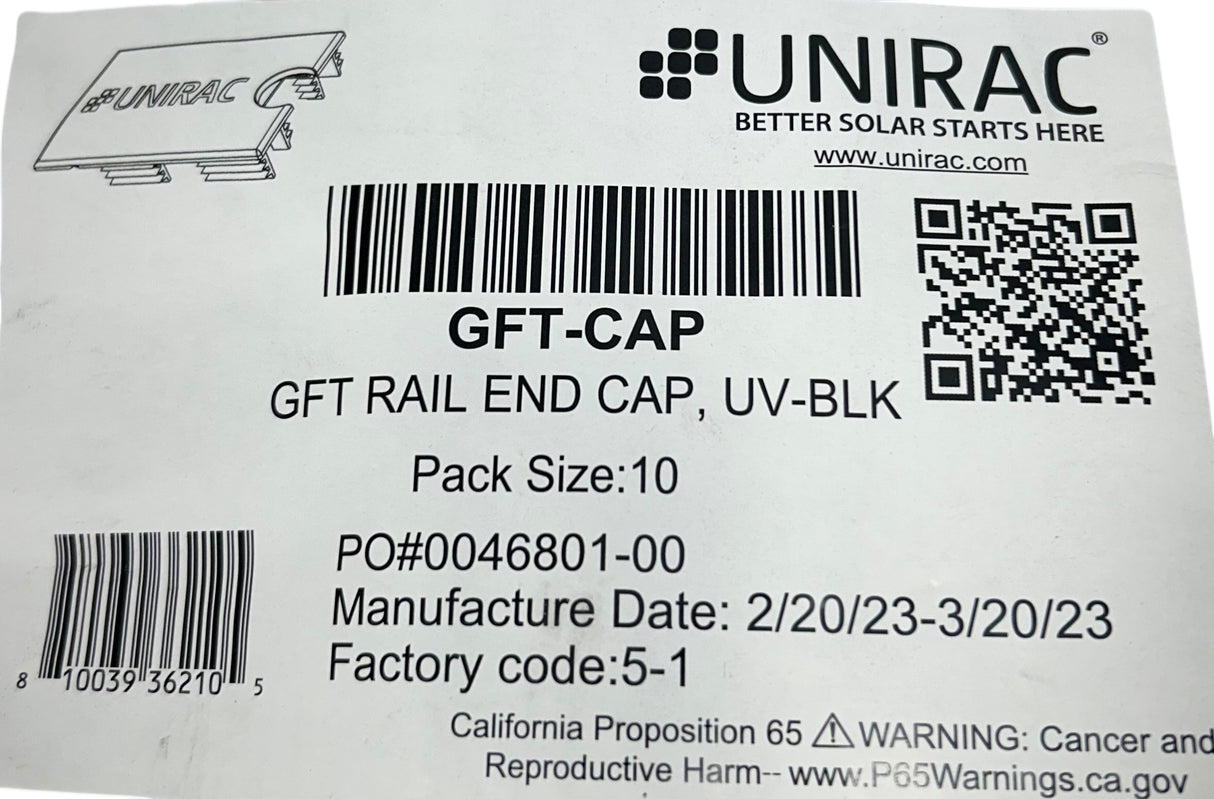 UNIRAC
UNIRAC®
BETTER SOLAR STARTS HERE
www.unirac.com
GFT-CAP
GFT RAIL END CAP, UV-BLK
Pack Size:10
PO#0046801-00
Manufacture Date: 2/20/23-3/20/23
Factory code:5-1
8 10039 36210 5
California Proposition 65 ⚠WARNING: Cancer and
Reproductive Harm-- www.P65Warnings.ca.gov